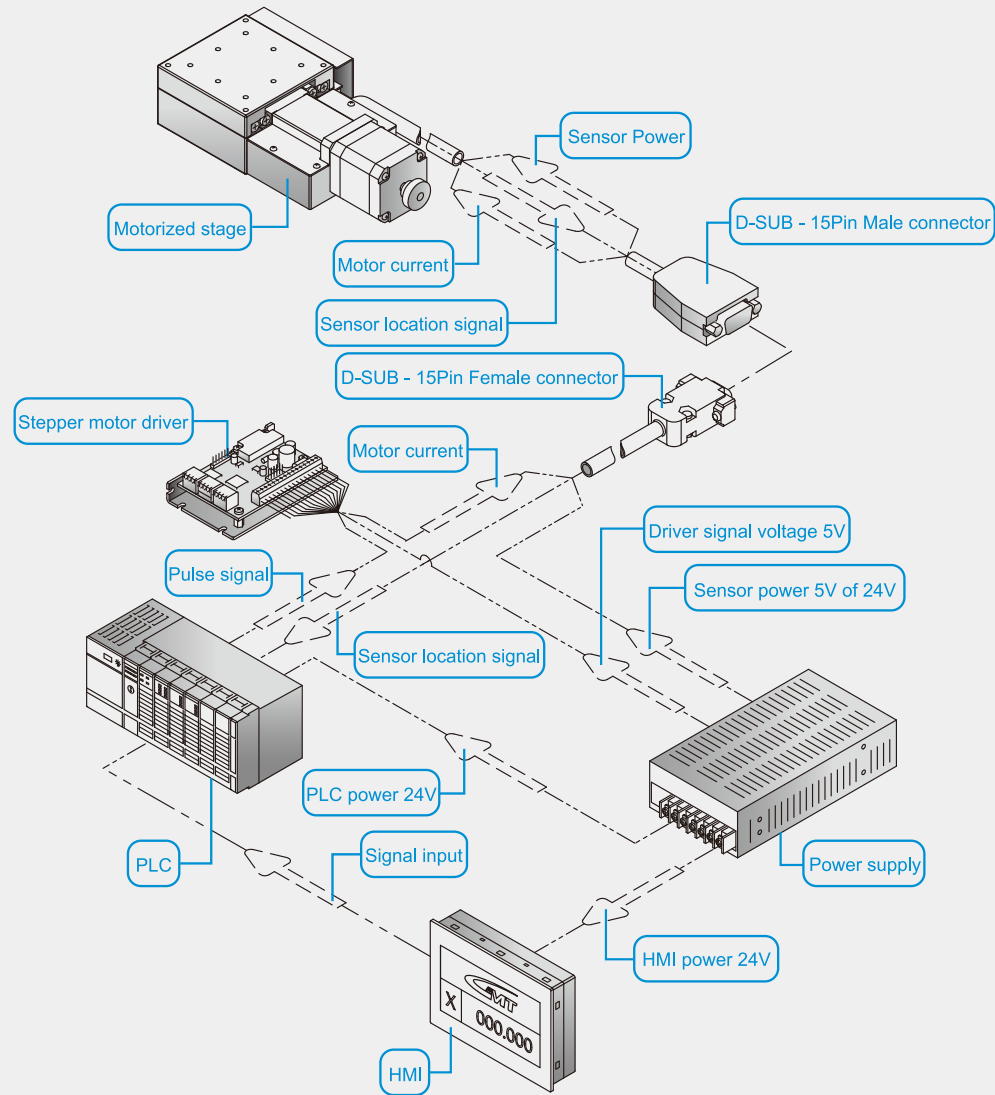 Sensor Power
Motorized stage
D-SUB - 15Pin Male connector
Motor current
Sensor location signal
D-SUB - 15Pin Female connector
Stepper motor driver
Motor current
Driver signal voltage 5V
Pulse signal
Sensor power 5V of 24V
Sensor location signal
PLC power 24V
Signal input
PLC
Power supply
HMI power 24V
CMT
X
000.000
HMI